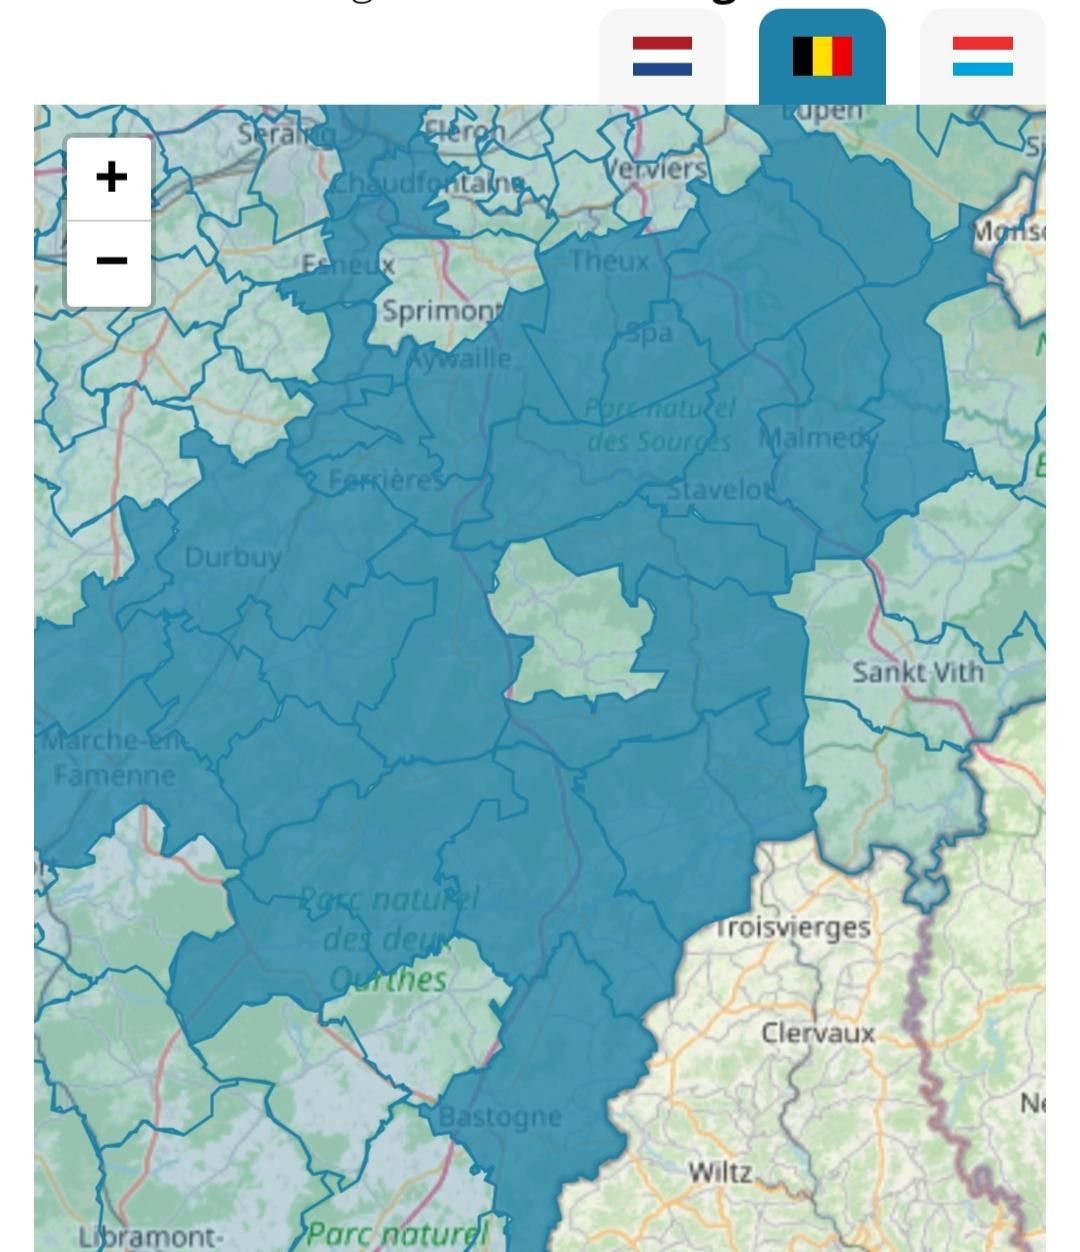 Seraing
Fléron
Eupen
Chaudfontaine
Verviers
+
Esneux
Theux
−
Sprimont
Spa
Aywaille
Parc naturel
des Sources
Malmedy
Ferrières
Stavelot
Durbuy
Sankt Vith
Marche-en-
Famenne
Parc naturel
des deux
Ourthes
Troisvierges
Clervaux
Bastogne
Wiltz
Libramont-
Parc naturel